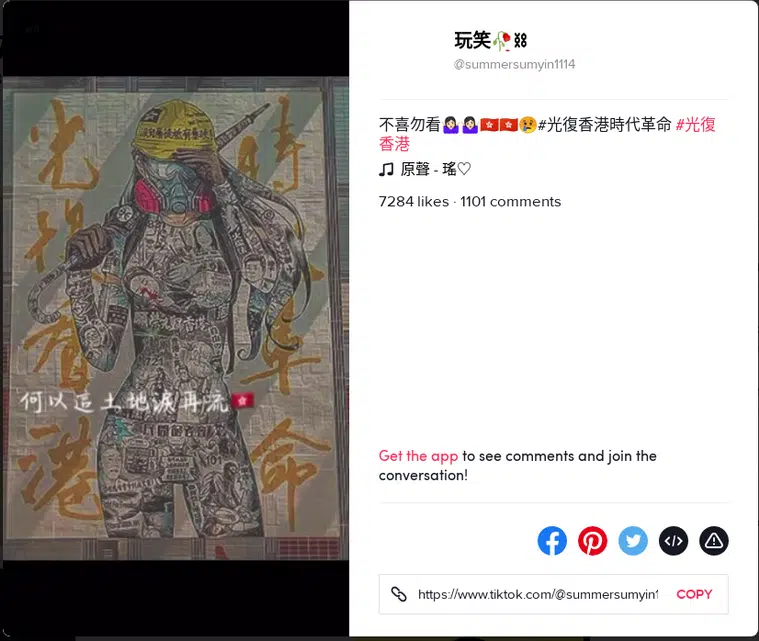 光復香港
時代革命
何以這土地淚再流🇭🇰
玩笑🥀⛓
@summersumyin1114
不喜勿看🤷🏻‍♀️🤷🏻‍♀️🇭🇰🇭🇰😢#光復香港時代革命 #光復
香港
♫ 原聲 - 瑤♡
7284 likes · 1101 comments
Get the app to see comments and join the
conversation!
https://www.tiktok.com/@summersumyin1
COPY